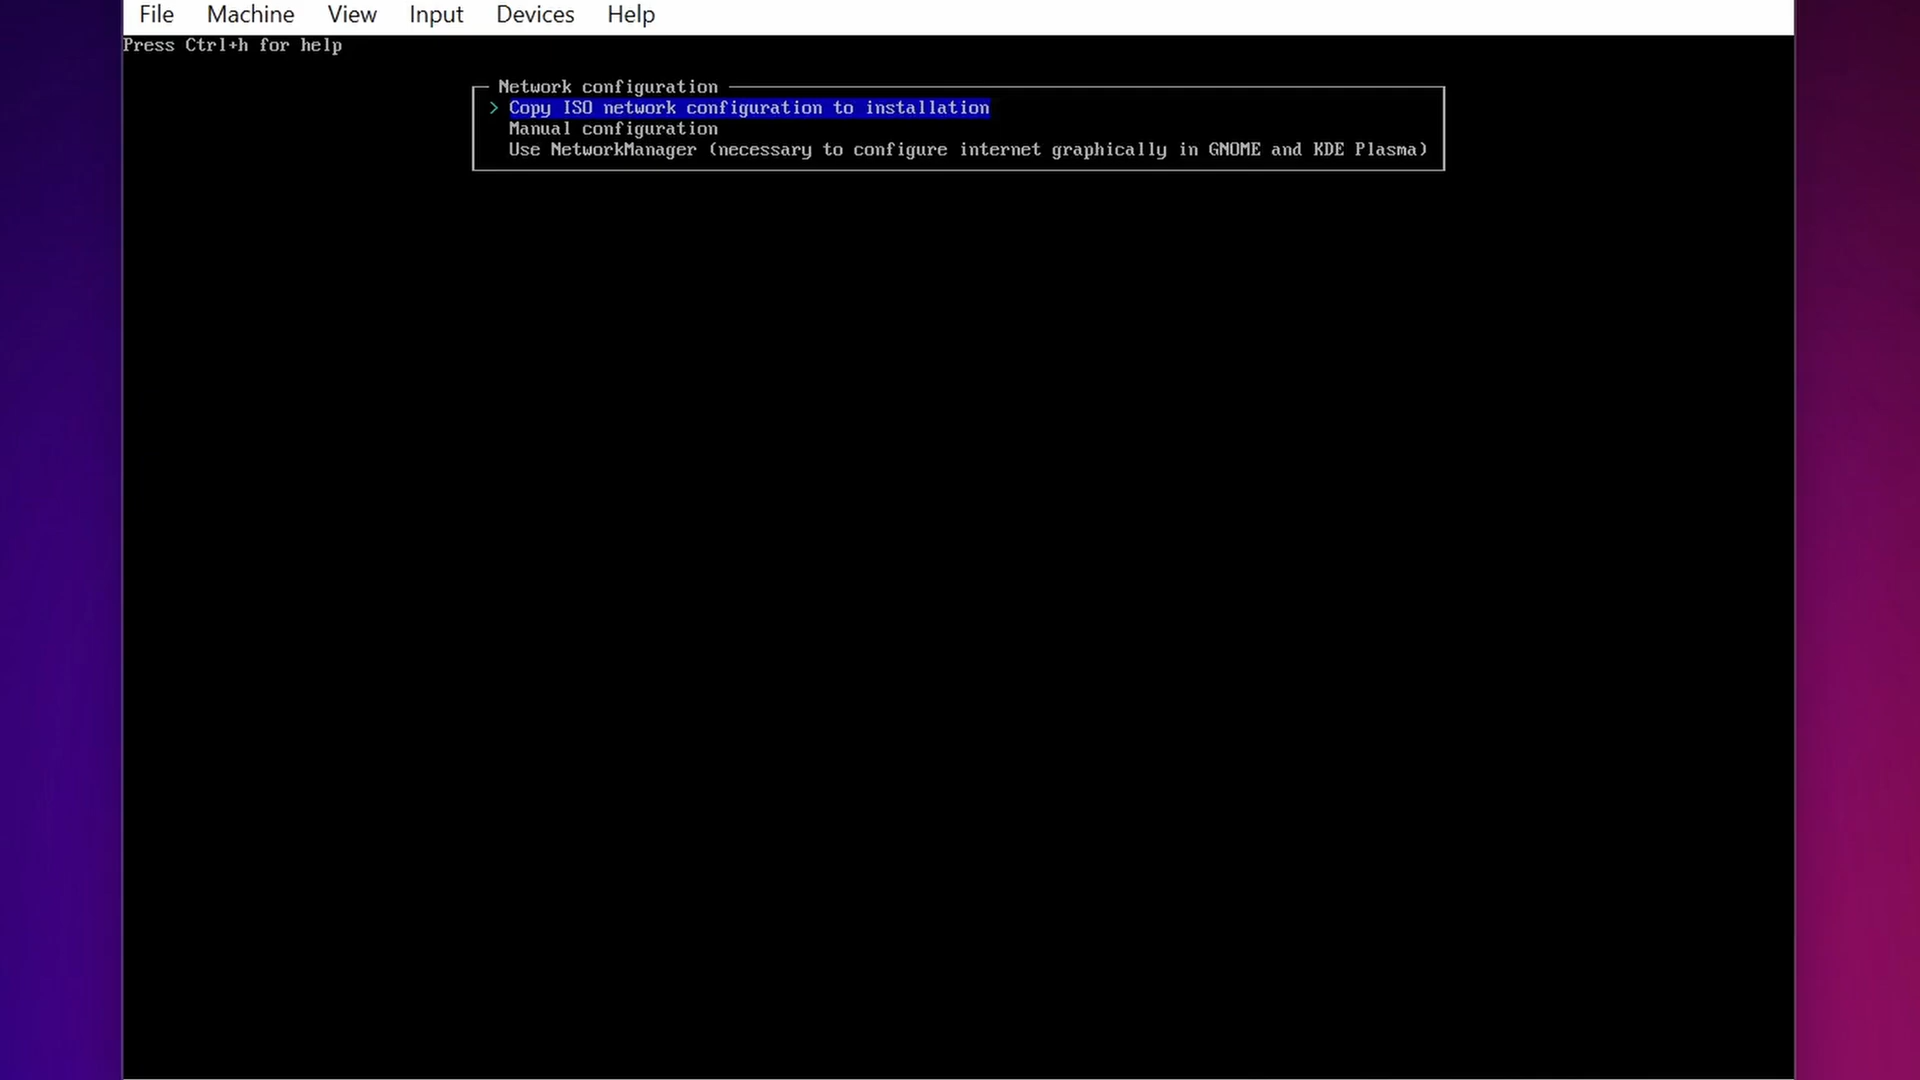 File Machine View Input Devices Help
Press Ctrl+h for help
Network configuration
> Copy ISO network configuration to installation
Manual configuration
Use NetworkManager (necessary to configure internet graphically in GNOME and KDE Plasma)